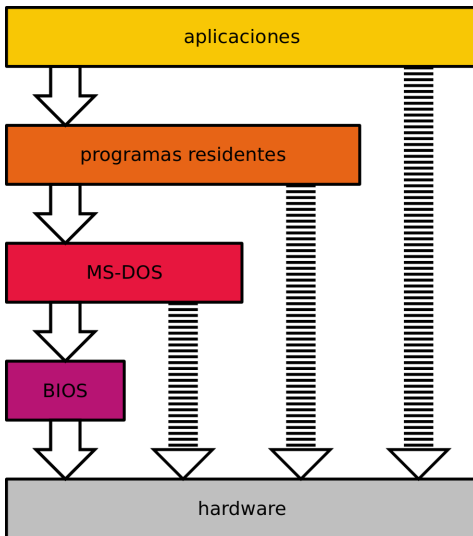 aplicaciones
programas residentes
MS-DOS
BIOS
hardware